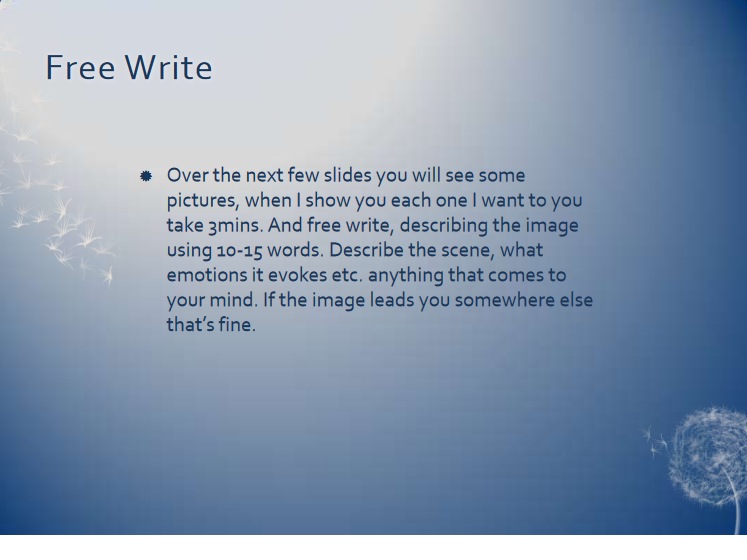 Free Write
Over the next few slides you will see some
pictures, when I show you each one I want to you
take 3mins. And free write, describing the image
using 10-15 words. Describe the scene, what
emotions it evokes etc. anything that comes to
your mind. If the image leads you somewhere else
that's fine.